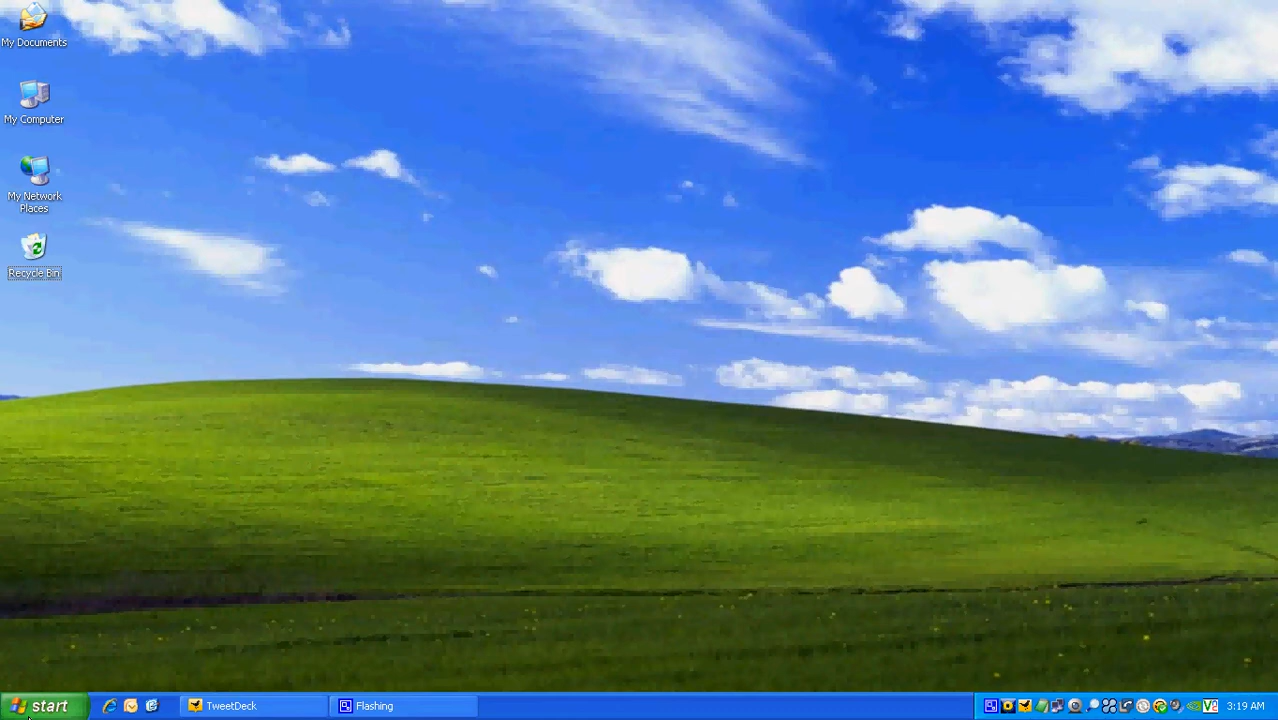 My Documents
My Computer
My Network
Places
Recycle Bin
start
TweetDeck
Flashing
3:19 AM